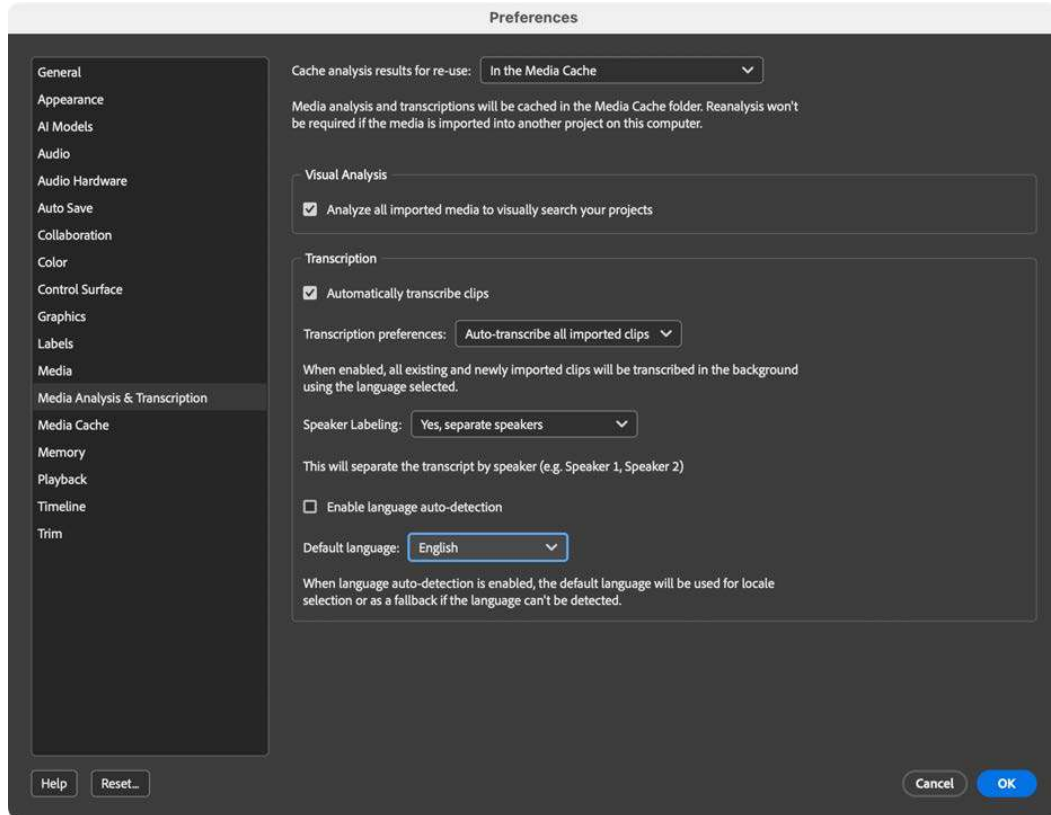 Preferences
General
Appearance
AI Models
Audio
Audio Hardware
Auto Save
Collaboration
Color
Control Surface
Graphics
Labels
Media
Media Analysis & Transcription
Media Cache
Memory
Playback
Timeline
Trim
Cache analysis results for re-use: In the Media Cache
Media analysis and transcriptions will be cached in the Media Cache folder. Reanalysis won't
be required if the media is imported into another project on this computer.
Visual Analysis
Analyze all imported media to visually search your projects
Transcription
Automatically transcribe clips
Transcription preferences: Auto-transcribe all imported clips
When enabled, all existing and newly imported clips will be transcribed in the background
using the language selected.
Speaker Labeling: Yes, separate speakers
This will separate the transcript by speaker (e.g. Speaker 1, Speaker 2)
Enable language auto-detection
Default language: English
When language auto-detection is enabled, the default language will be used for locale
selection or as a fallback if the language can't be detected.
Help Reset... Cancel OK